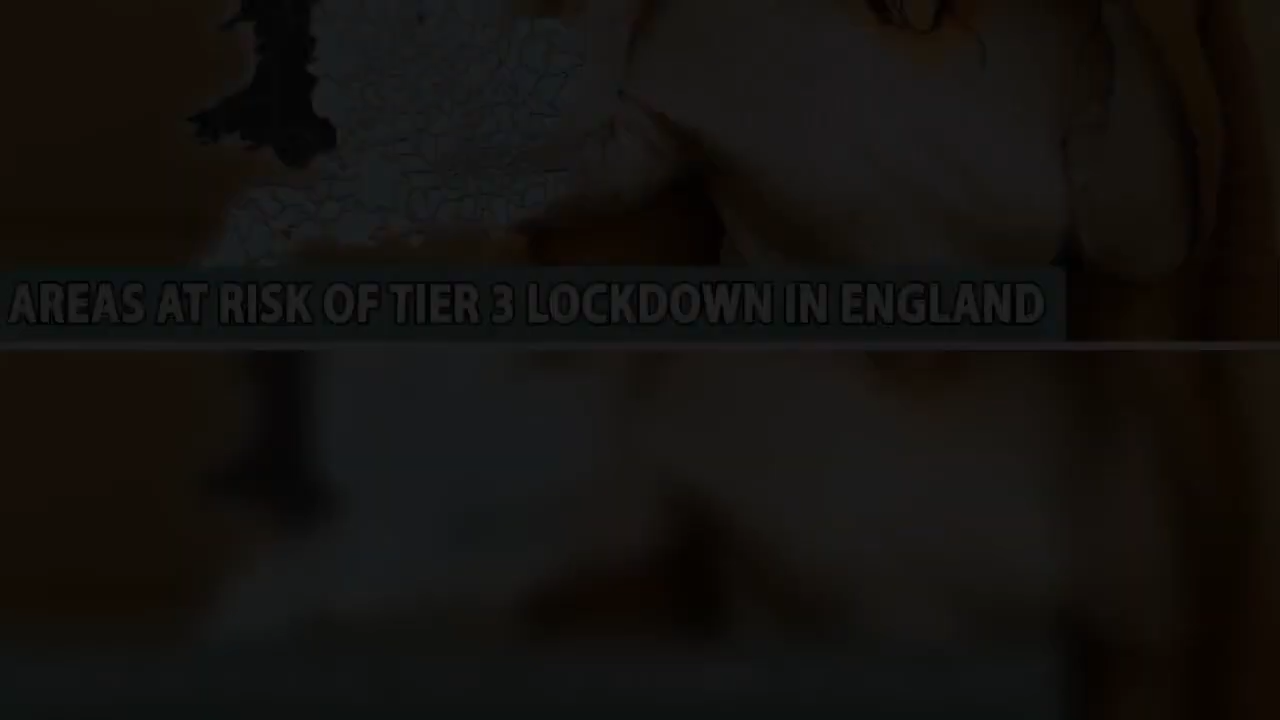 AREAS AT RISK OF TIER 3 LOCKDOWN IN ENGLAND